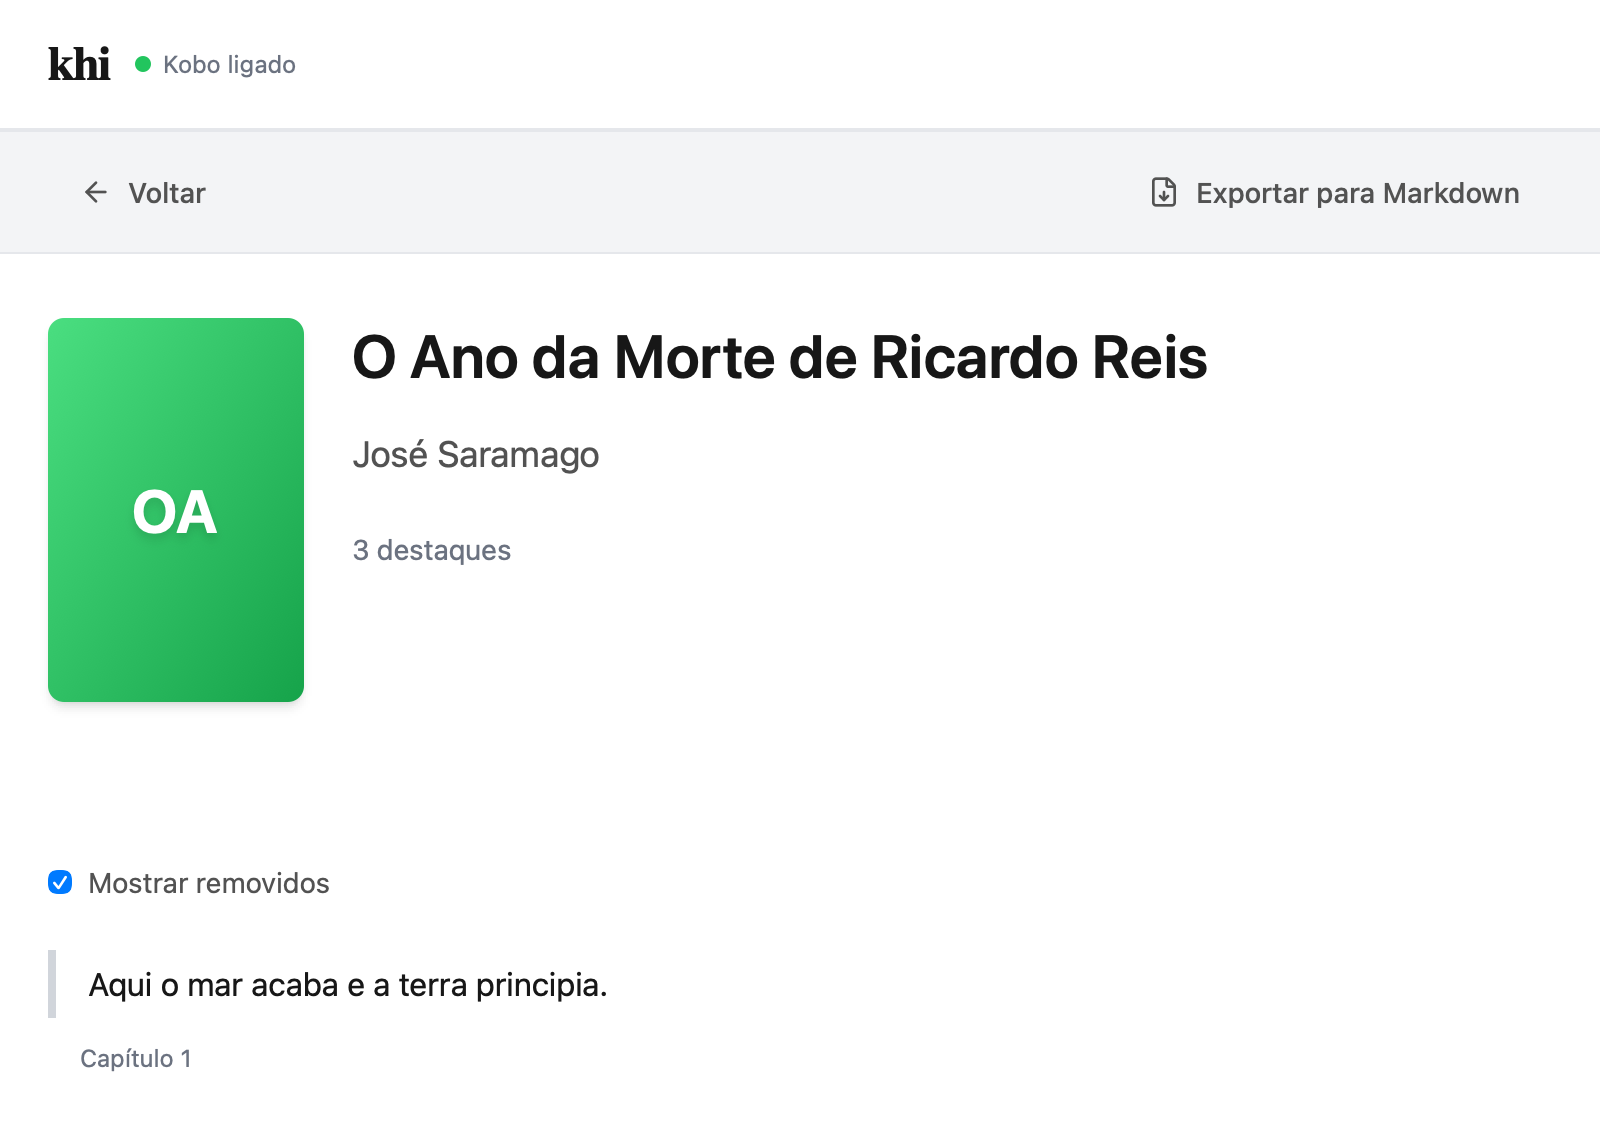 khi
Kobo ligado
Voltar
Exportar para Markdown
OA
O Ano da Morte de Ricardo Reis
José Saramago
3 destaques
Mostrar removidos
Aqui o mar acaba e a terra principia.
Capítulo 1